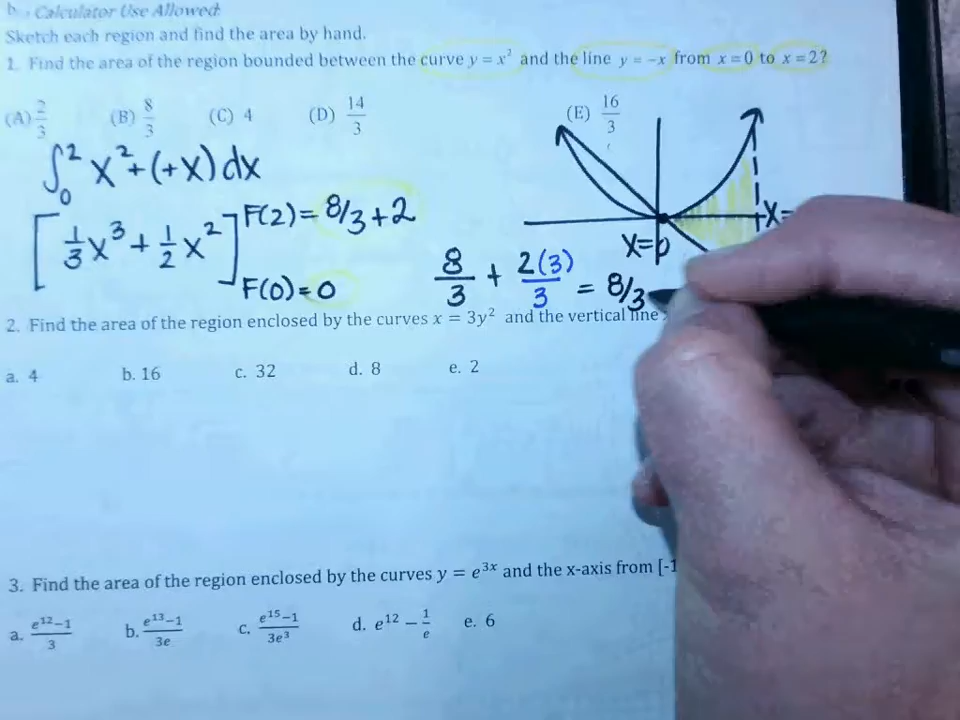 Calculator Use Allowed:
Sketch each region and find the area by hand.
1. Find the area of the region bounded between the curve y = x² and the line y = −x from x = 0 to x = 2?
(A) 2/3 (B) 8/3 (C) 4 (D) 14/3 (E) 16/3
∫₀² x² + (+x) dx
[1/3 x³ + 1/2 x²] F(2) = 8/3 + 2
F(0) = 0
8/3 + 2(3)/3 = 8/3
x=0
x=
2. Find the area of the region enclosed by the curves x = 3y² and the vertical line
a. 4 b. 16 c. 32 d. 8 e. 2
3. Find the area of the region enclosed by the curves y = e³ˣ and the x-axis from [-1
a. e¹²−1/3 b. e¹³−1/3e c. e¹⁵−1/3e³ d. e¹² − 1/e e. 6